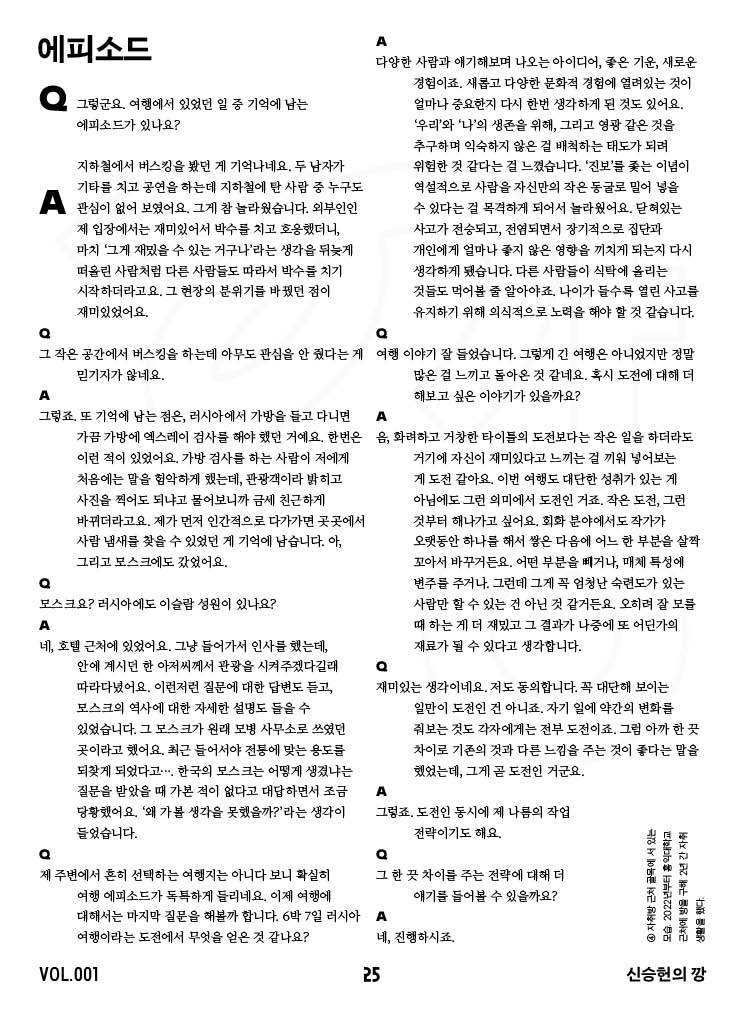 에피소드
Q
그렇군요. 여행에서 있었던 일 중 기억에 남는
에피소드가 있나요?
A
지하철에서 버스킹을 봤던 게 기억나네요. 두 남자가
기타를 치고 공연을 하는데 지하철에 탄 사람 중 누구도
관심이 없어 보였어요. 그게 참 놀라웠습니다. 외부인인
제 입장에서는 재미있어서 박수를 치고 호응했더니,
마치 ‘그게 재밌을 수 있는 거구나’라는 생각을 뒤늦게
떠올린 사람처럼 다른 사람들도 따라서 박수를 치기
시작하더라고요. 그 현장의 분위기를 바꿨던 점이
재미있었어요.
Q
그 작은 공간에서 버스킹을 하는데 아무도 관심을 안 줬다는 게
믿기지가 않네요.
A
그렇죠. 또 기억에 남는 점은, 러시아에서 가방을 들고 다니면
가끔 가방에 엑스레이 검사를 해야 했던 거예요. 한번은
이런 적이 있었어요. 가방 검사를 하는 사람이 저에게
처음에는 말을 험악하게 했는데, 관광객이라 밝히고
사진을 찍어도 되냐고 물어보니까 금세 친근하게
바뀌더라고요. 제가 먼저 인간적으로 다가가면 곳곳에서
사람 냄새를 찾을 수 있었던 게 기억에 남습니다. 아,
그리고 모스크에도 갔었어요.
Q
모스크요? 러시아에도 이슬람 성원이 있나요?
A
네, 호텔 근처에 있었어요. 그냥 들어가서 인사를 했는데,
안에 계시던 한 아저씨께서 관광을 시켜주겠다길래
따라다녔어요. 이런저런 질문에 대한 답변도 듣고,
모스크의 역사에 대한 자세한 설명도 들을 수
있었습니다. 그 모스크가 원래 모병 사무소로 쓰였던
곳이라고 했어요. 최근 들어서야 전통에 맞는 용도를
되찾게 되었다고…. 한국의 모스크는 어떻게 생겼냐는
질문을 받았을 때 가본 적이 없다고 대답하면서 조금
당황했어요. ‘왜 가볼 생각을 못했을까?’라는 생각이
들었습니다.
Q
제 주변에서 흔히 선택하는 여행지는 아니다 보니 확실히
여행 에피소드가 독특하게 들리네요. 이제 여행에
대해서는 마지막 질문을 해볼까 합니다. 6박 7일 러시아
여행이라는 도전에서 무엇을 얻은 것 같나요?
A
다양한 사람과 얘기해보며 나오는 아이디어, 좋은 기운, 새로운
경험이죠. 새롭고 다양한 문화적 경험에 열려있는 것이
얼마나 중요한지 다시 한번 생각하게 된 것도 있어요.
‘우리’와 ‘나’의 생존을 위해, 그리고 영광 같은 것을
추구하며 익숙하지 않은 걸 배척하는 태도가 되려
위험한 것 같다는 걸 느꼈습니다. ‘진보’를 좇는 이념이
역설적으로 사람을 자신만의 작은 동굴로 밀어 넣을
수 있다는 걸 목격하게 되어서 놀라웠어요. 닫혀있는
사고가 전승되고, 전염되면서 장기적으로 집단과
개인에게 얼마나 좋지 않은 영향을 끼치게 되는지 다시
생각하게 됐습니다. 다른 사람들이 식탁에 올리는
것들도 먹어볼 줄 알아야죠. 나이가 들수록 열린 사고를
유지하기 위해 의식적으로 노력을 해야 할 것 같습니다.
Q
여행 이야기 잘 들었습니다. 그렇게 긴 여행은 아니었지만 정말
많은 걸 느끼고 돌아온 것 같네요. 혹시 도전에 대해 더
해보고 싶은 이야기가 있을까요?
A
음, 화려하고 거창한 타이틀의 도전보다는 작은 일을 하더라도
거기에 자신이 재미있다고 느끼는 걸 끼워 넣어보는
게 도전 같아요. 이번 여행도 대단한 성취가 있는 게
아님에도 그런 의미에서 도전인 거죠. 작은 도전, 그런
것부터 해나가고 싶어요. 회화 분야에서도 작가가
오랫동안 하나를 해서 쌓은 다음에 어느 한 부분을 살짝
꼬아서 바꾸거든요. 어떤 부분을 빼거나, 매체 특성에
변주를 주거나. 그런데 그게 꼭 엄청난 숙련도가 있는
사람만 할 수 있는 건 아닌 것 같거든요. 오히려 잘 모를
때 하는 게 더 재밌고 그 결과가 나중에 또 어딘가의
재료가 될 수 있다고 생각합니다.
Q
재미있는 생각이네요. 저도 동의합니다. 꼭 대단해 보이는
일만이 도전인 건 아니죠. 자기 일에 약간의 변화를
줘보는 것도 각자에게는 전부 도전이죠. 그럼 아까 한 끗
차이로 기존의 것과 다른 느낌을 주는 것이 좋다는 말을
했었는데, 그게 곧 도전인 거군요.
A
그렇죠. 도전인 동시에 제 나름의 작업
전략이기도 해요.
Q
그 한 끗 차이를 주는 전략에 대해 더
얘기를 들어볼 수 있을까요?
A
네, 진행하시죠.
④ 자취방 근처 골목에 서 있는
모습. 2022년부터 홍익대학교
근처에 방을 구해 2년 간 자취
생활을 했다.
VOL.001
25
신승헌의 깡